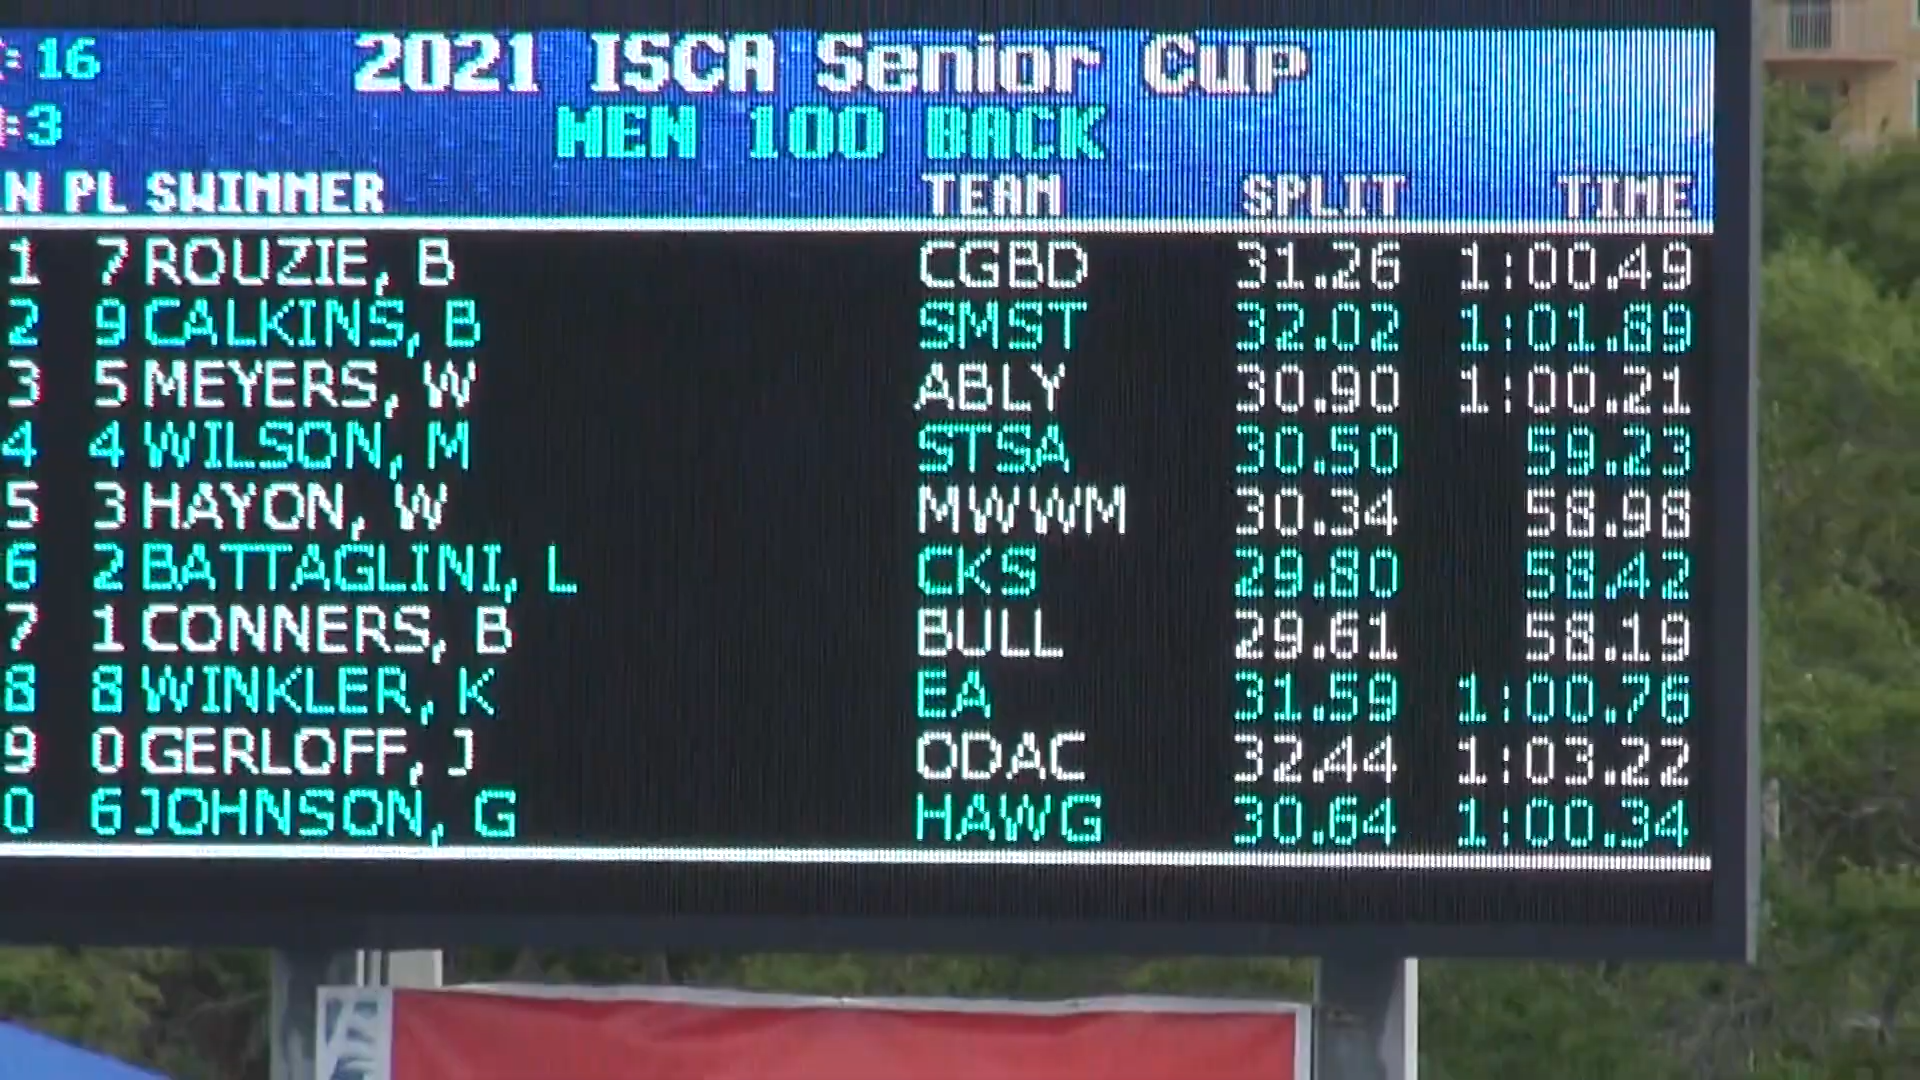 :16 2021 ISCA Senior Cup
:3 MEN 100 BACK
N PL SWIMMER TEAM SPLIT TIME
1 7 ROUZIE, B CGBD 31.26 1:00.49
2 9 CALKINS, B SMST 32.02 1:01.89
3 5 MEYERS, W ABLY 30.90 1:00.21
4 4 WILSON, M STSA 30.50 59.23
5 3 HAYON, W MWWM 30.34 58.98
6 2 BATTAGLINI, L CKS 29.80 58.42
7 1 CONNERS, B BULL 29.61 58.19
8 8 WINKLER, K EA 31.59 1:00.76
9 0 GERLOFF, J ODAC 32.44 1:03.22
0 6 JOHNSON, G HAWG 30.64 1:00.34